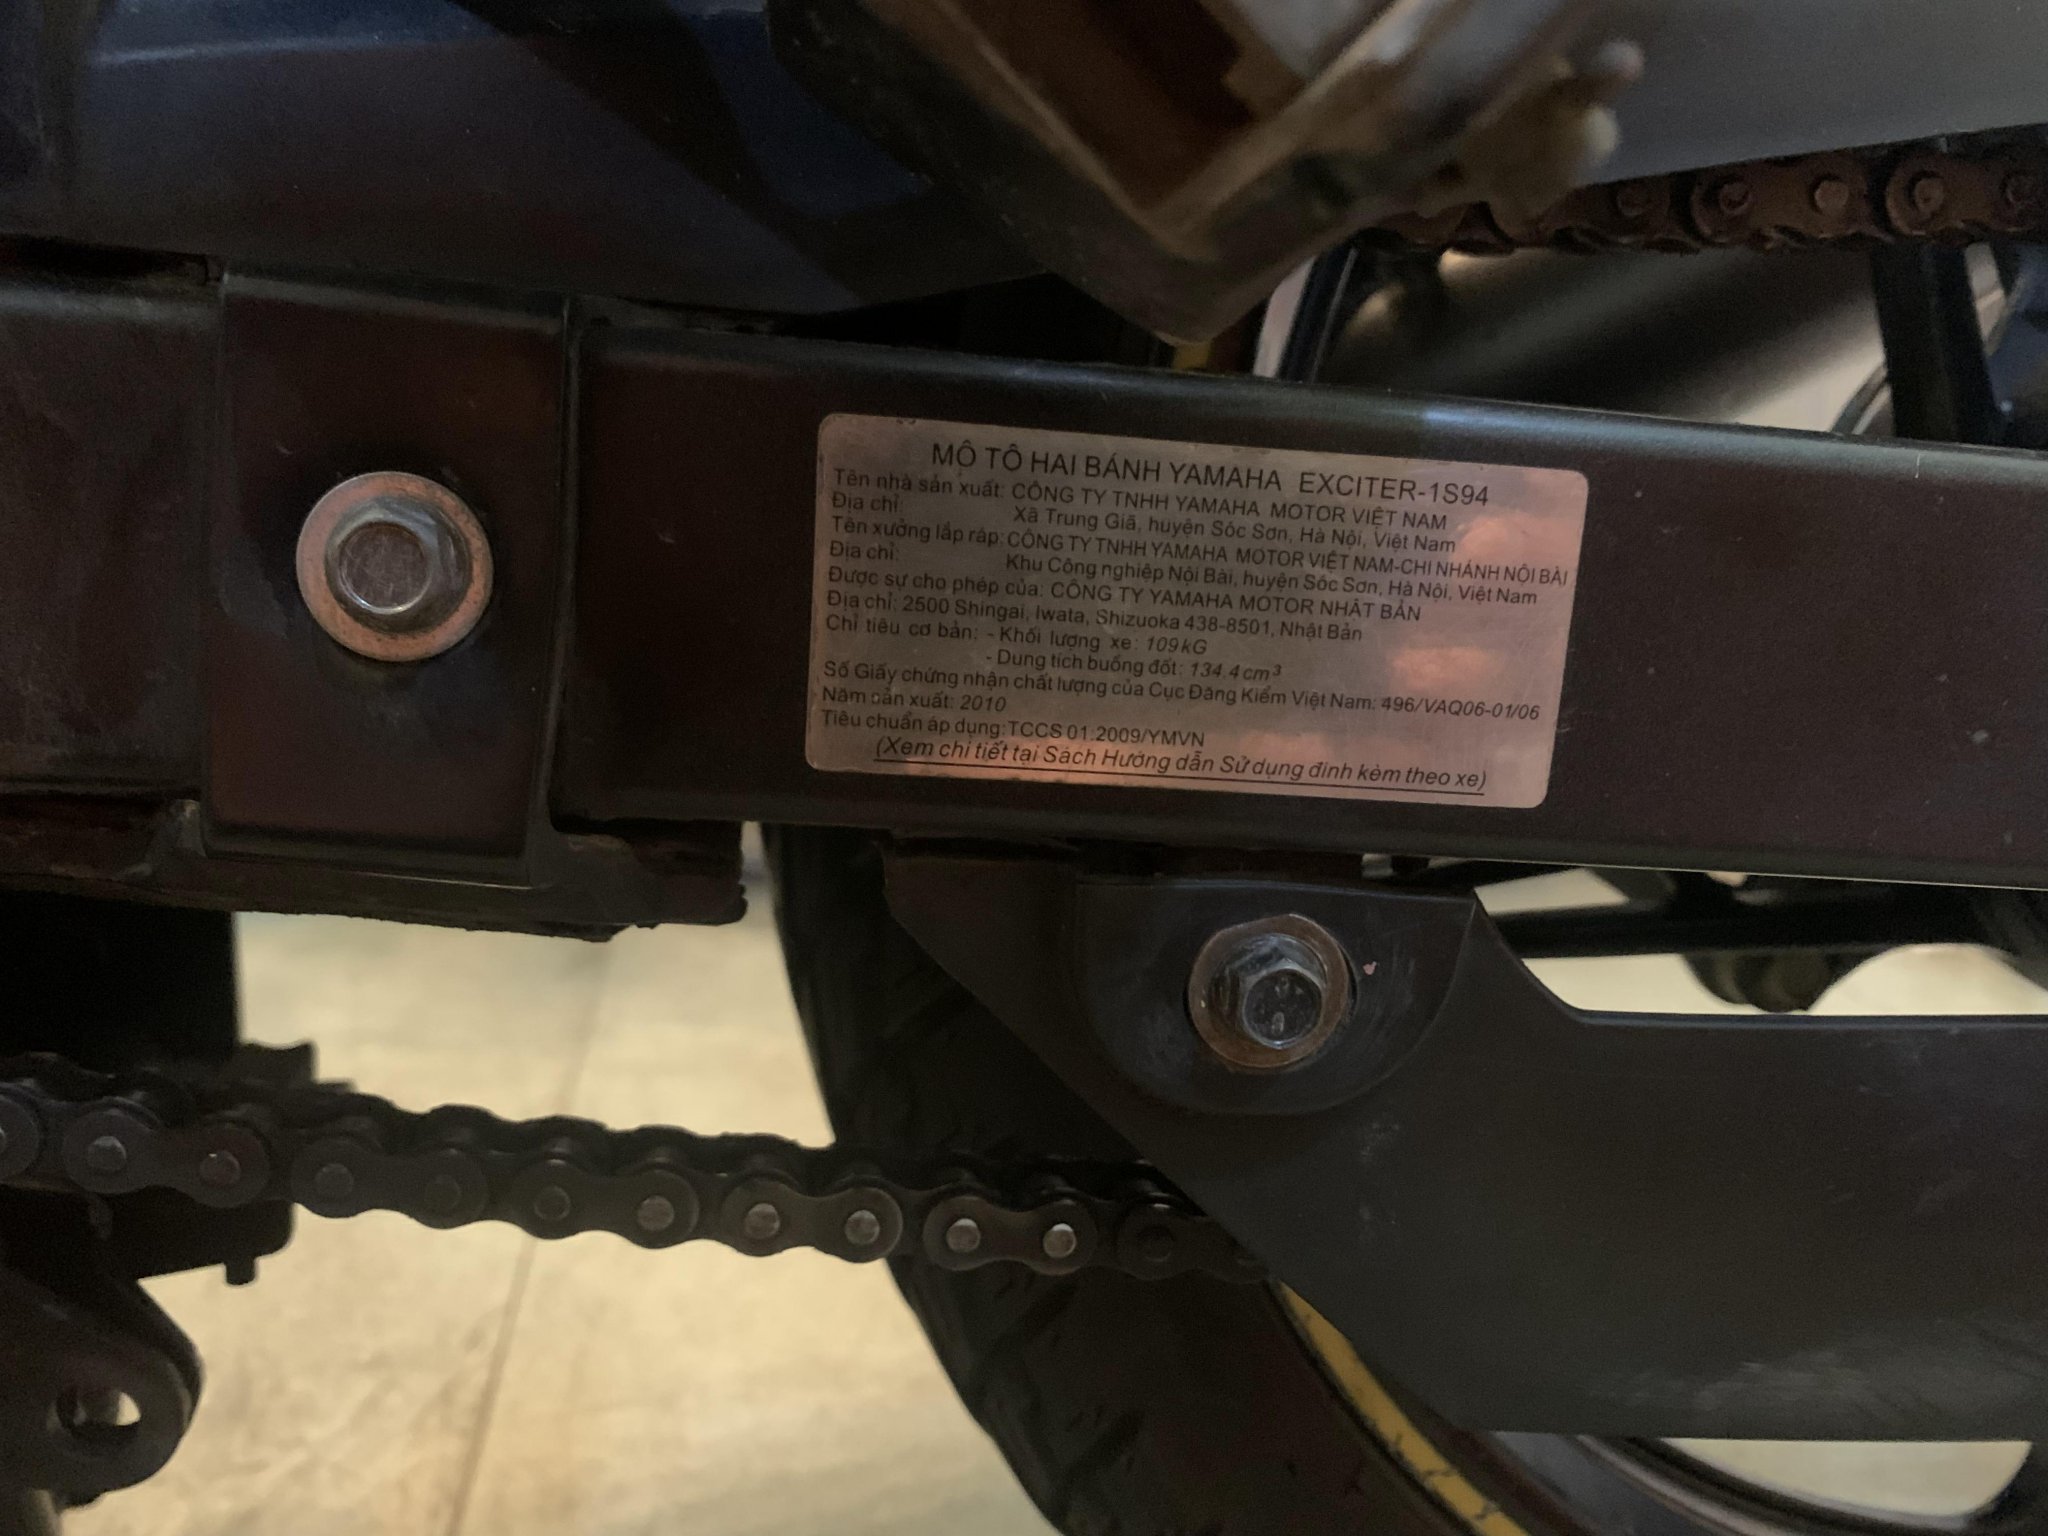 MÔ TÔ HAI BÁNH YAMAHA EXCITER-1S94
Tên nhà sản xuất: CÔNG TY TNHH YAMAHA MOTOR VIỆT NAM
Địa chỉ: Xã Trung Giã, huyện Sóc Sơn, Hà Nội, Việt Nam
Tên xưởng lắp ráp: CÔNG TY TNHH YAMAHA MOTOR VIỆT NAM-CHI NHÁNH NỘI BÀI
Địa chỉ: Khu Công nghiệp Nội Bài, huyện Sóc Sơn, Hà Nội, Việt Nam
Được sự cho phép của: CÔNG TY YAMAHA MOTOR NHẬT BẢN
Địa chỉ: 2500 Shingai, Iwata, Shizuoka 438-8501, Nhật Bản
Chỉ tiêu cơ bản: - Khối lượng xe: 109kG
- Dung tích buồng đốt: 134.4cm³
Số Giấy chứng nhận chất lượng của Cục Đăng Kiểm Việt Nam: 496/VAQ06-01/06
Năm sản xuất: 2010
Tiêu chuẩn áp dụng: TCCS 01:2009/YMVN
(Xem chi tiết tại Sách Hướng dẫn Sử dụng đính kèm theo xe)